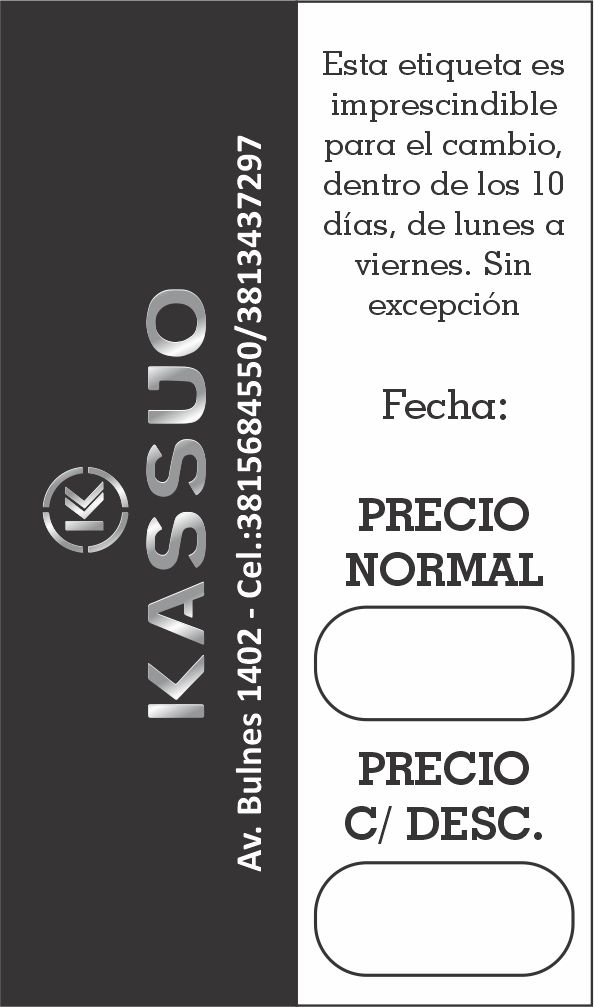 K
KASSUO
Av. Bulnes 1402 - Cel.:3815684550/3813437297
Esta etiqueta es
imprescindible
para el cambio,
dentro de los 10
días, de lunes a
viernes. Sin
excepción
Fecha:
PRECIO
NORMAL
PRECIO
C/ DESC.